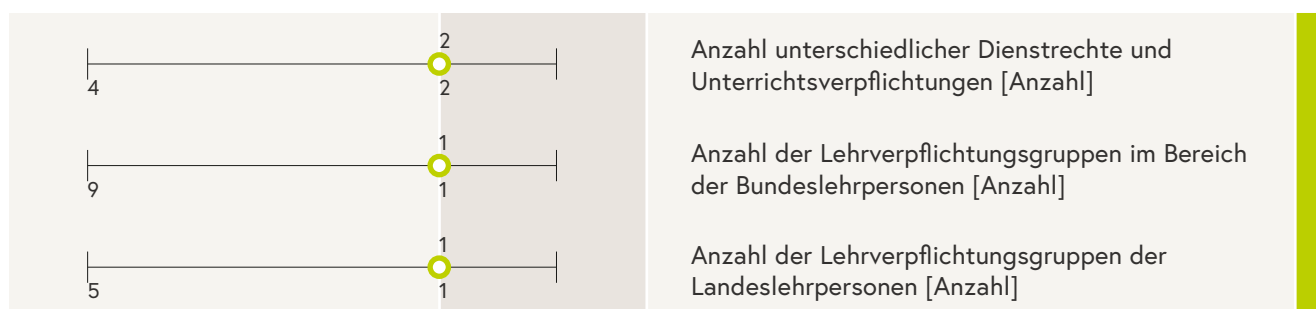 2
4
2
Anzahl unterschiedlicher Dienstrechte und
Unterrichtsverpflichtungen [Anzahl]
1
9
1
Anzahl der Lehrverpflichtungsgruppen im Bereich
der Bundeslehrpersonen [Anzahl]
1
5
1
Anzahl der Lehrverpflichtungsgruppen der
Landeslehrpersonen [Anzahl]